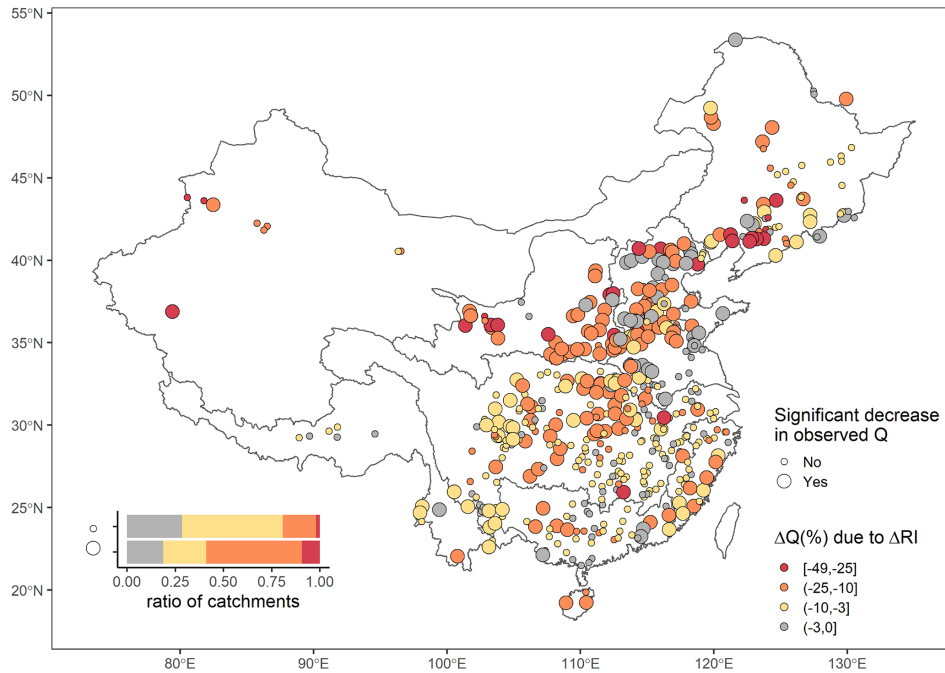 55°N
50°N
45°N
40°N
35°N
30°N
25°N
20°N
80°E
90°E
100°E
110°E
120°E
130°E
0.00 0.25 0.50 0.75 1.00
ratio of catchments
Significant decrease
in observed Q
No
Yes
ΔQ(%) due to ΔRI
[-49,-25]
(-25,-10]
(-10,-3]
(-3,0]